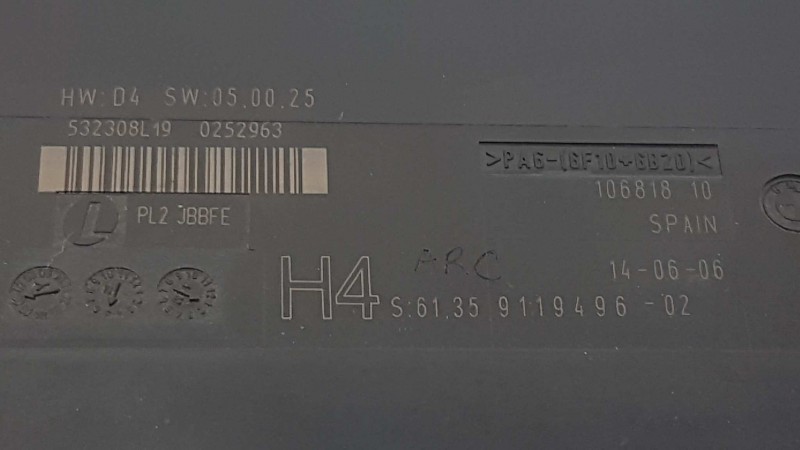 HW:D4 SW:05.00.25
532308L19 0252963
>PA6-(GF10+GB20)<
106818 10
PL2 JBBFE
SPAIN
ARC
14-06-06
H4
S:61.35 9119496-02